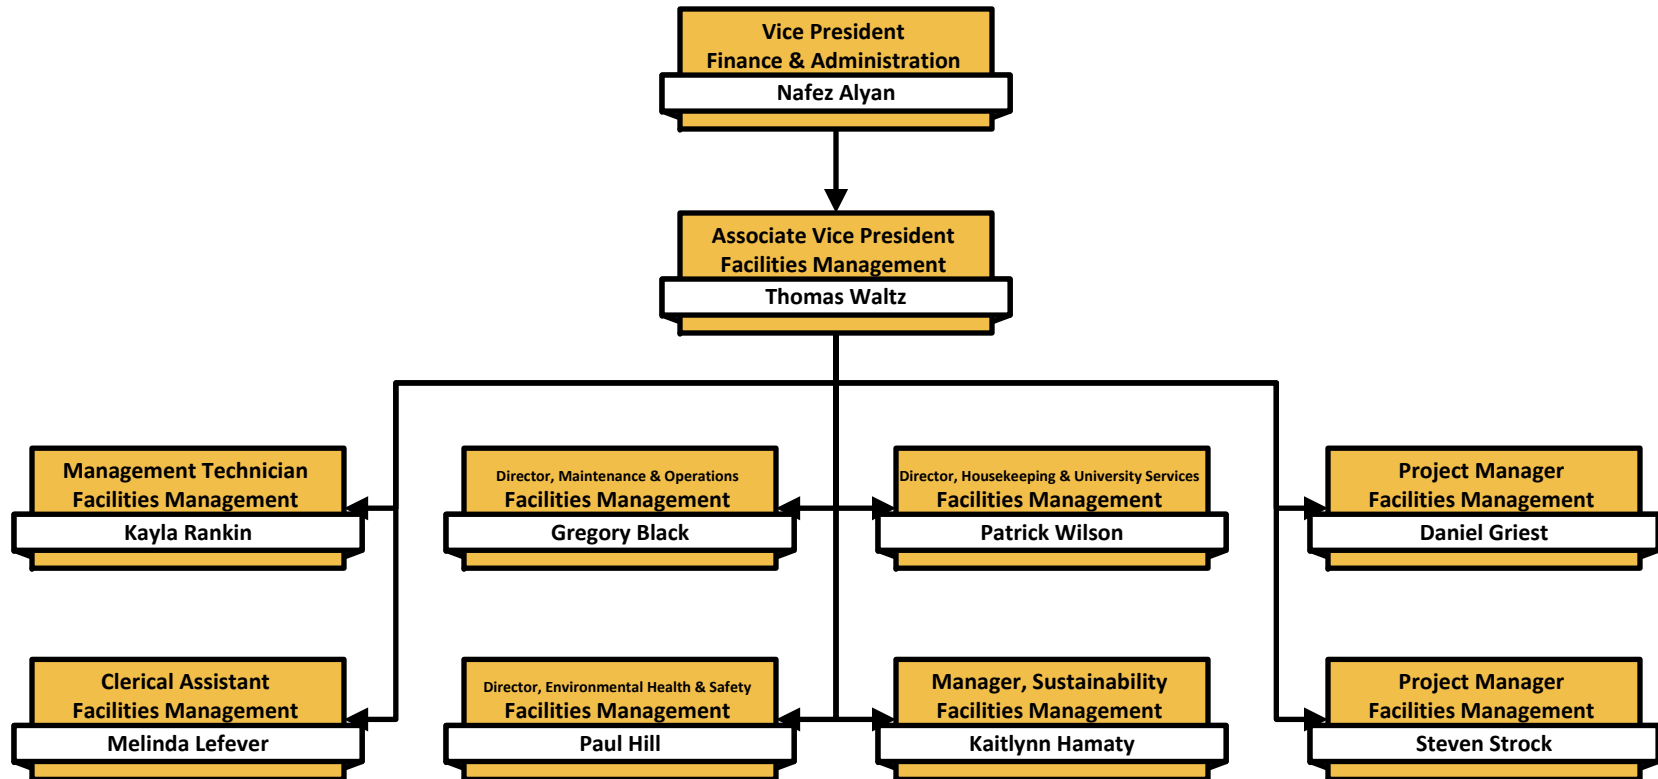 Vice President
Finance & Administration
Nafez Alyan
Associate Vice President
Facilities Management
Thomas Waltz
Management Technician
Facilities Management
Kayla Rankin
Director, Maintenance & Operations
Facilities Management
Gregory Black
Director, Housekeeping & University Services
Facilities Management
Patrick Wilson
Project Manager
Facilities Management
Daniel Griest
Clerical Assistant
Facilities Management
Melinda Lefever
Director, Environmental Health & Safety
Facilities Management
Paul Hill
Manager, Sustainability
Facilities Management
Kaitlynn Hamaty
Project Manager
Facilities Management
Steven Strock